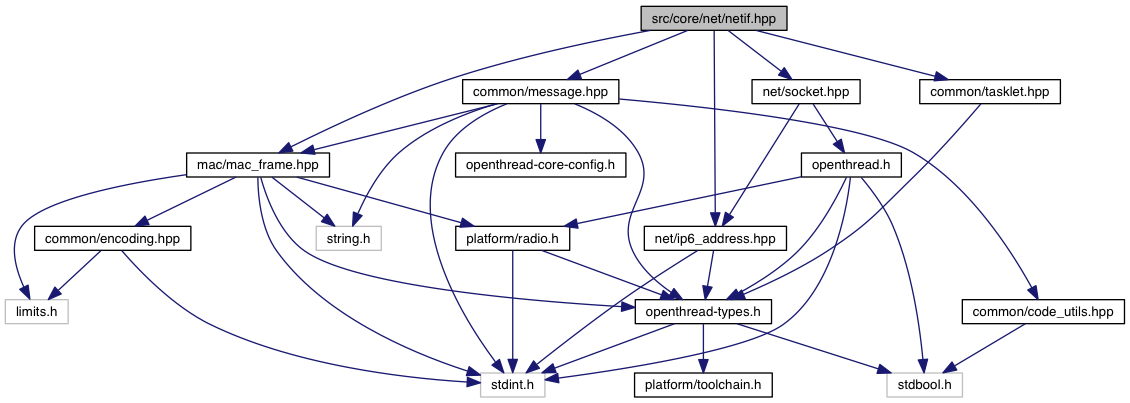 src/core/net/netif.hpp
common/message.hpp
net/socket.hpp
common/tasklet.hpp
mac/mac_frame.hpp
openthread-core-config.h
openthread.h
common/encoding.hpp
string.h
platform/radio.h
net/ip6_address.hpp
limits.h
openthread-types.h
common/code_utils.hpp
stdint.h
platform/toolchain.h
stdbool.h